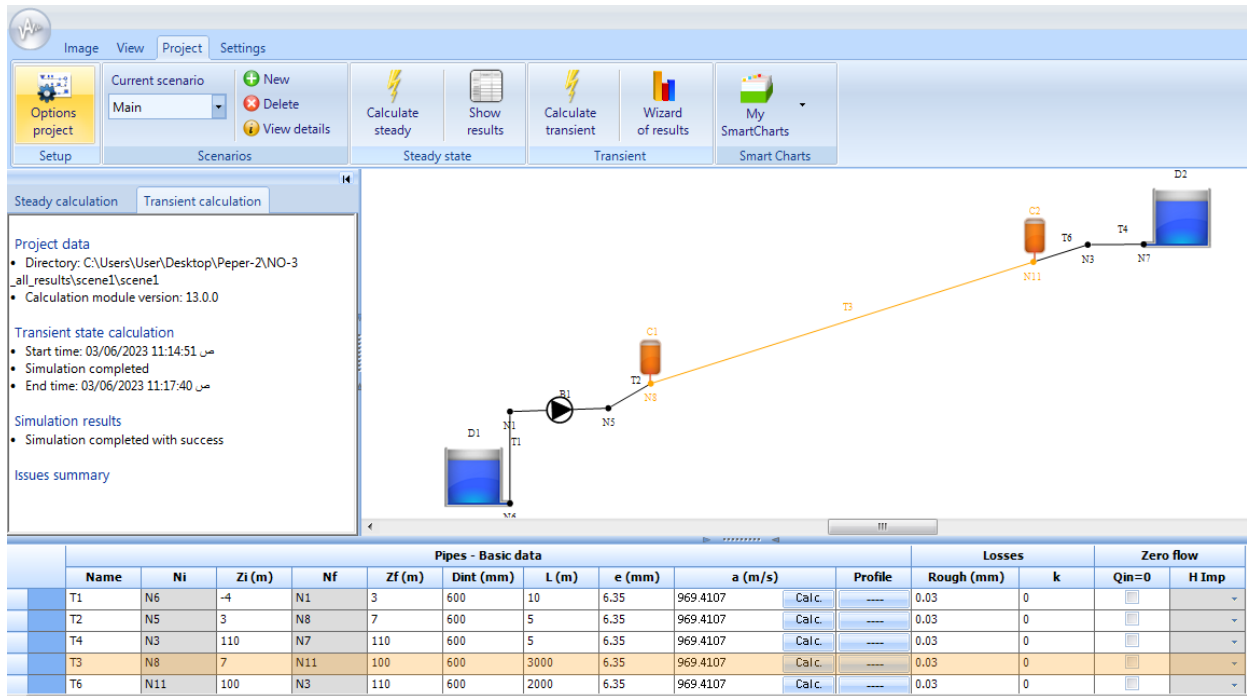 Image View Project Settings
Options project
Setup
Current scenario
Main
New
Delete
View details
Scenarios
Calculate steady
Show results
Steady state
Calculate transient
Wizard of results
Transient
My SmartCharts
Smart Charts
Steady calculation Transient calculation
Project data
• Directory: C:\Users\User\Desktop\Peper-2\NO-3
_all_results\scene1\scene1
• Calculation module version: 13.0.0
Transient state calculation
• Start time: 03/06/2023 11:14:51 ص
• Simulation completed
• End time: 03/06/2023 11:17:40 ص
Simulation results
• Simulation completed with success
Issues summary
D2
C2
T6 T4
N3 N7
N11
T3
C1
T2
N8
B1
N5
N1
D1
T1
N6
Pipes - Basic data Losses Zero flow
Name Ni Zi (m) Nf Zf (m) Dint (mm) L (m) e (mm) a (m/s) Profile Rough (mm) k Qin=0 H Imp
T1 N6 -4 N1 3 600 10 6.35 969.4107 Calc. ---- 0.03 0
T2 N5 3 N8 7 600 5 6.35 969.4107 Calc. ---- 0.03 0
T4 N3 110 N7 110 600 5 6.35 969.4107 Calc. ---- 0.03 0
T3 N8 7 N11 100 600 3000 6.35 969.4107 Calc. ---- 0.03 0
T6 N11 100 N3 110 600 2000 6.35 969.4107 Calc. ---- 0.03 0